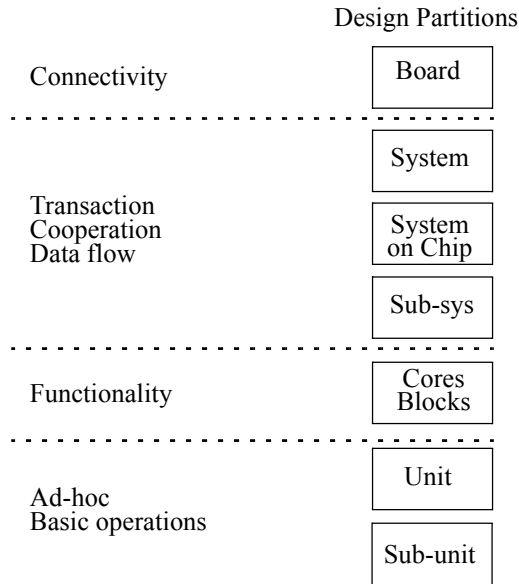 Design Partitions
Connectivity
Board
System
Transaction
Cooperation
Data flow
System
on Chip
Sub-sys
Functionality
Cores
Blocks
Unit
Ad-hoc
Basic operations
Sub-unit